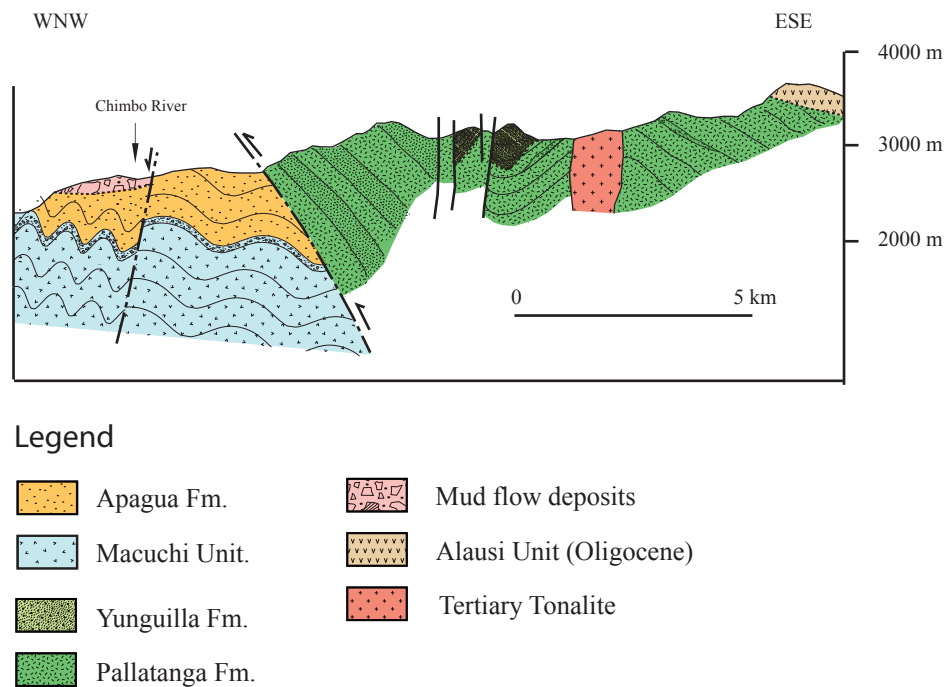 WNW
ESE
4000 m
Chimbo River
3000 m
2000 m
0
5 km
Legend
Apagua Fm.
Mud flow deposits
Macuchi Unit.
Alausi Unit (Oligocene)
Yunguilla Fm.
Tertiary Tonalite
Pallatanga Fm.